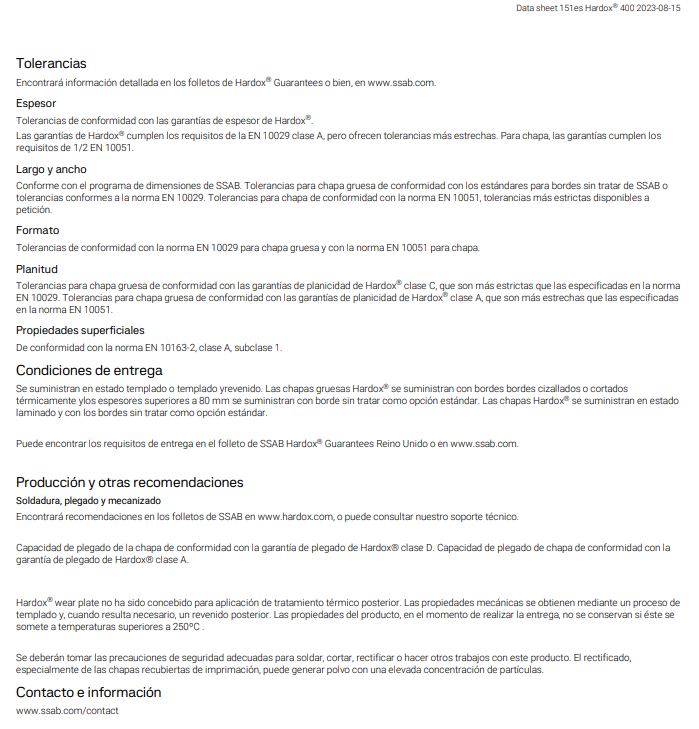 Data sheet 151es Hardox® 400 2023-08-15
Tolerancias
Encontrará información detallada en los folletos de Hardox® Guarantees o bien, en www.ssab.com.
Espesor
Tolerancias de conformidad con las garantías de espesor de Hardox®.
Las garantías de Hardox® cumplen los requisitos de la EN 10029 clase A, pero ofrecen tolerancias más estrechas. Para chapa, las garantías cumplen los
requisitos de 1/2 EN 10051.
Largo y ancho
Conforme con el programa de dimensiones de SSAB. Tolerancias para chapa gruesa de conformidad con los estándares para bordes sin tratar de SSAB o
tolerancias conformes a la norma EN 10029. Tolerancias para chapa de conformidad con la norma EN 10051, tolerancias más estrictas disponibles a
petición.
Formato
Tolerancias de conformidad con la norma EN 10029 para chapa gruesa y con la norma EN 10051 para chapa.
Planitud
Tolerancias para chapa gruesa de conformidad con las garantías de planicidad de Hardox® clase C, que son más estrictas que las especificadas en la norma
EN 10029. Tolerancias para chapa gruesa de conformidad con las garantías de planicidad de Hardox® clase A, que son más estrechas que las especificadas
en la norma EN 10051.
Propiedades superficiales
De conformidad con la norma EN 10163-2, clase A, subclase 1.
Condiciones de entrega
Se suministran en estado templado o templado yrevenido. Las chapas gruesas Hardox® se suministran con bordes bordes cizallados o cortados
térmicamente ylos espesores superiores a 80 mm se suministran con borde sin tratar como opción estándar. Las chapas Hardox® se suministran en estado
laminado y con los bordes sin tratar como opción estándar.
Puede encontrar los requisitos de entrega en el folleto de SSAB Hardox® Guarantees Reino Unido o en www.ssab.com.
Producción y otras recomendaciones
Soldadura, plegado y mecanizado
Encontrará recomendaciones en los folletos de SSAB en www.hardox.com, o puede consultar nuestro soporte técnico.
Capacidad de plegado de la chapa de conformidad con la garantía de plegado de Hardox® clase D. Capacidad de plegado de chapa de conformidad con la
garantía de plegado de Hardox® clase A.
Hardox® wear plate no ha sido concebido para aplicación de tratamiento térmico posterior. Las propiedades mecánicas se obtienen mediante un proceso de
templado y, cuando resulta necesario, un revenido posterior. Las propiedades del producto, en el momento de realizar la entrega, no se conservan si éste se
somete a temperaturas superiores a 250ºC .
Se deberán tomar las precauciones de seguridad adecuadas para soldar, cortar, rectificar o hacer otros trabajos con este producto. El rectificado,
especialmente de las chapas recubiertas de imprimación, puede generar polvo con una elevada concentración de partículas.
Contacto e información
www.ssab.com/contact